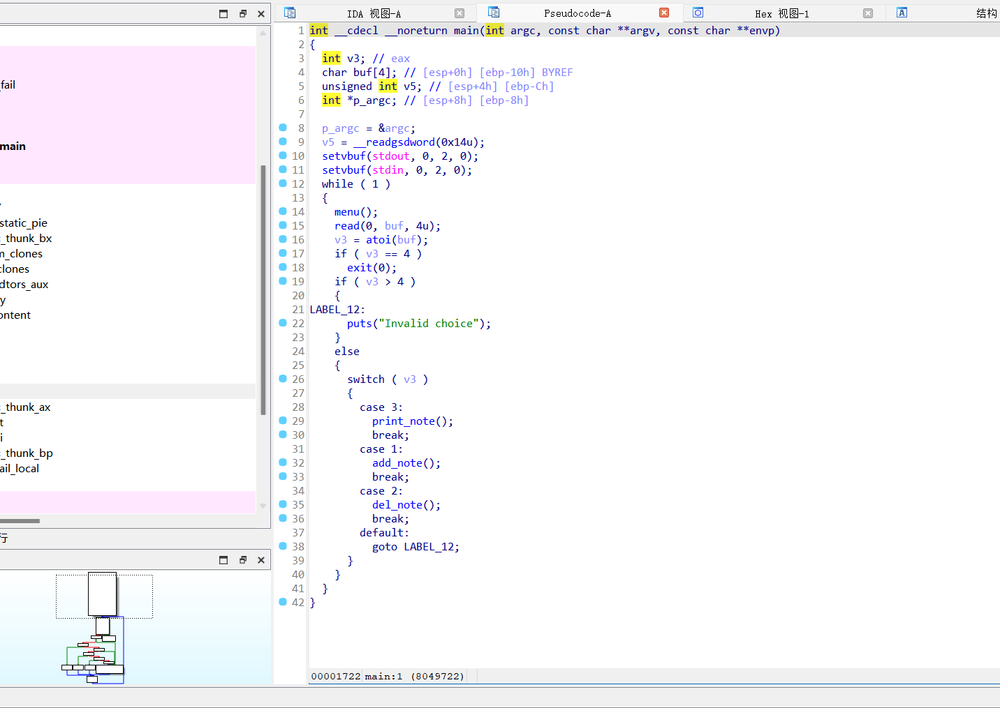 IDA 视图-A
Pseudocode-A
Hex 视图-1
结构
_fail
main
static_pie
_thunk_bx
m_clones
clones
dtors_aux
y
ontent
_thunk_ax
t
i
_thunk_bp
ail_local
行
1 int __cdecl __noreturn main(int argc, const char **argv, const char **envp)
2 {
3   int v3; // eax
4   char buf[4]; // [esp+0h] [ebp-10h] BYREF
5   unsigned int v5; // [esp+4h] [ebp-Ch]
6   int *p_argc; // [esp+8h] [ebp-8h]
7
8   p_argc = &argc;
9   v5 = __readgsdword(0x14u);
10   setvbuf(stdout, 0, 2, 0);
11   setvbuf(stdin, 0, 2, 0);
12   while ( 1 )
13   {
14     menu();
15     read(0, buf, 4u);
16     v3 = atoi(buf);
17     if ( v3 == 4 )
18       exit(0);
19     if ( v3 > 4 )
20     {
21 LABEL_12:
22       puts("Invalid choice");
23     }
24     else
25     {
26       switch ( v3 )
27       {
28         case 3:
29           print_note();
30           break;
31         case 1:
32           add_note();
33           break;
34         case 2:
35           del_note();
36           break;
37         default:
38           goto LABEL_12;
39       }
40     }
41   }
42 }
00001722 main:1 (8049722)